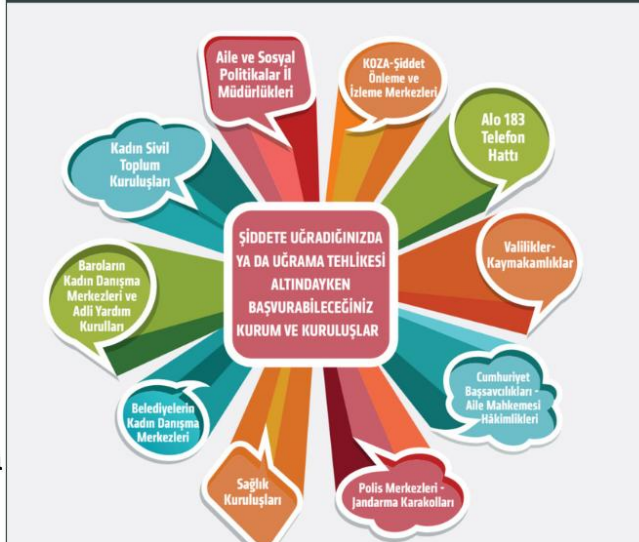 Aile ve Sosyal
Politikalar İl
Müdürlükleri
KOZA-Şiddet
Önleme ve
İzleme Merkezleri
Alo 183
Telefon
Hattı
Kadın Sivil
Toplum
Kuruluşları
ŞİDDETE UĞRADIĞINIZDA
YA DA UĞRAMA TEHLİKESİ
ALTINDAYKEN
BAŞVURABİLECEĞİNİZ
KURUM VE KURULUŞLAR
Valilikler-
Kaymakamlıklar
Baroların
Kadın Danışma
Merkezleri ve
Adli Yardım
Kurulları
Cumhuriyet
Başsavcılıkları -
Aile Mahkemesi
Hâkimlikleri
Belediyelerin
Kadın Danışma
Merkezleri
Sağlık
Kuruluşları
Polis Merkezleri -
Jandarma Karakolları